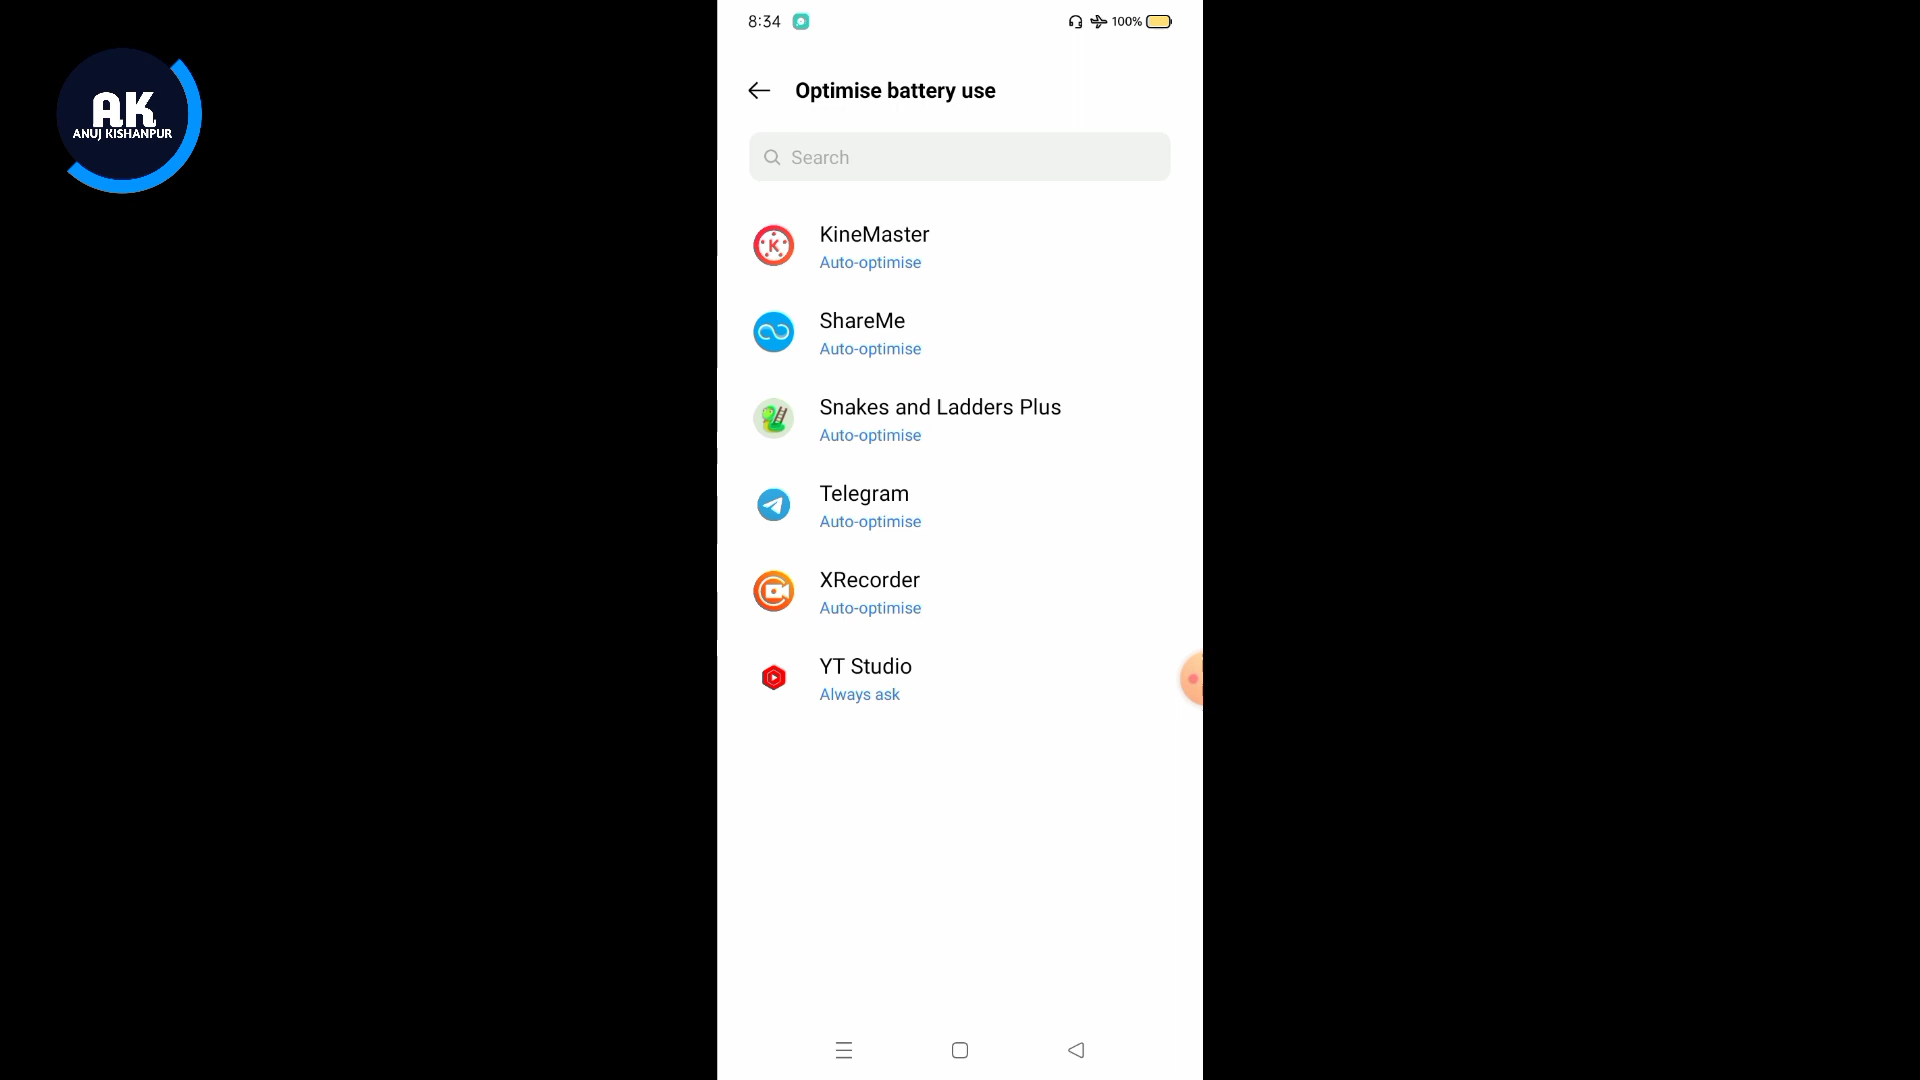 AK
ANUJ KISHANPUR
8:34
100%
Optimise battery use
Search
KineMaster
Auto-optimise
ShareMe
Auto-optimise
Snakes and Ladders Plus
Auto-optimise
Telegram
Auto-optimise
XRecorder
Auto-optimise
YT Studio
Always ask